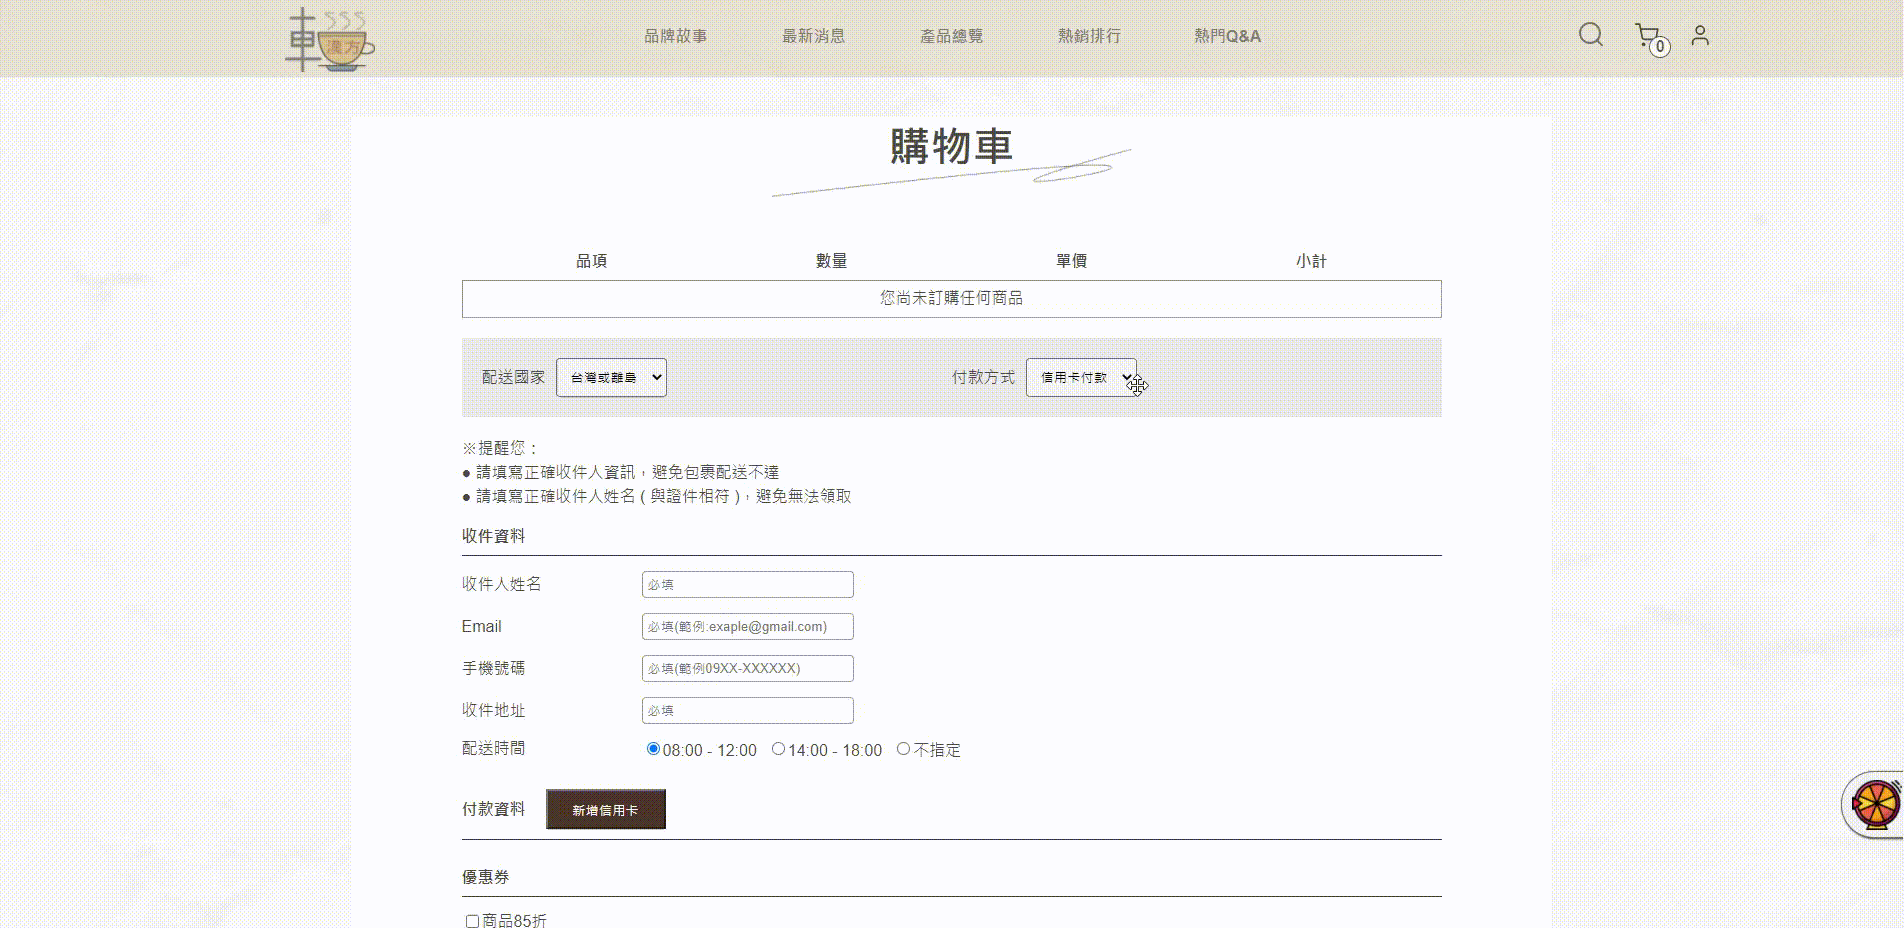 漢方
品牌故事
最新消息
產品總覽
熱銷排行
熱門Q&A
0
購物車
品項 數量 單價 小計
您尚未訂購任何商品
配送國家 台灣或離島 付款方式 信用卡付款
※提醒您：
● 請填寫正確收件人資訊，避免包裹配送不達
● 請填寫正確收件人姓名 ( 與證件相符 )，避免無法領取
收件資料
收件人姓名 必填
Email 必填(範例:exaple@gmail.com)
手機號碼 必填(範例09XX-XXXXXX)
收件地址 必填
配送時間 08:00 - 12:00 14:00 - 18:00 不指定
付款資料 新增信用卡
優惠券
商品85折